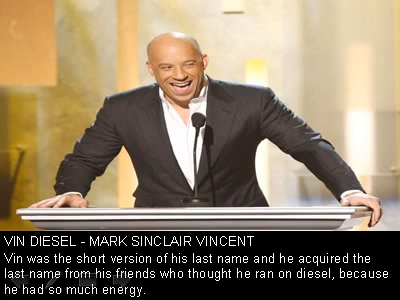 VIN DIESEL - MARK SINCLAIR VINCENT
Vin was the short version of his last name and he acquired the
last name from his friends who thought he ran on diesel, because
he had so much energy.